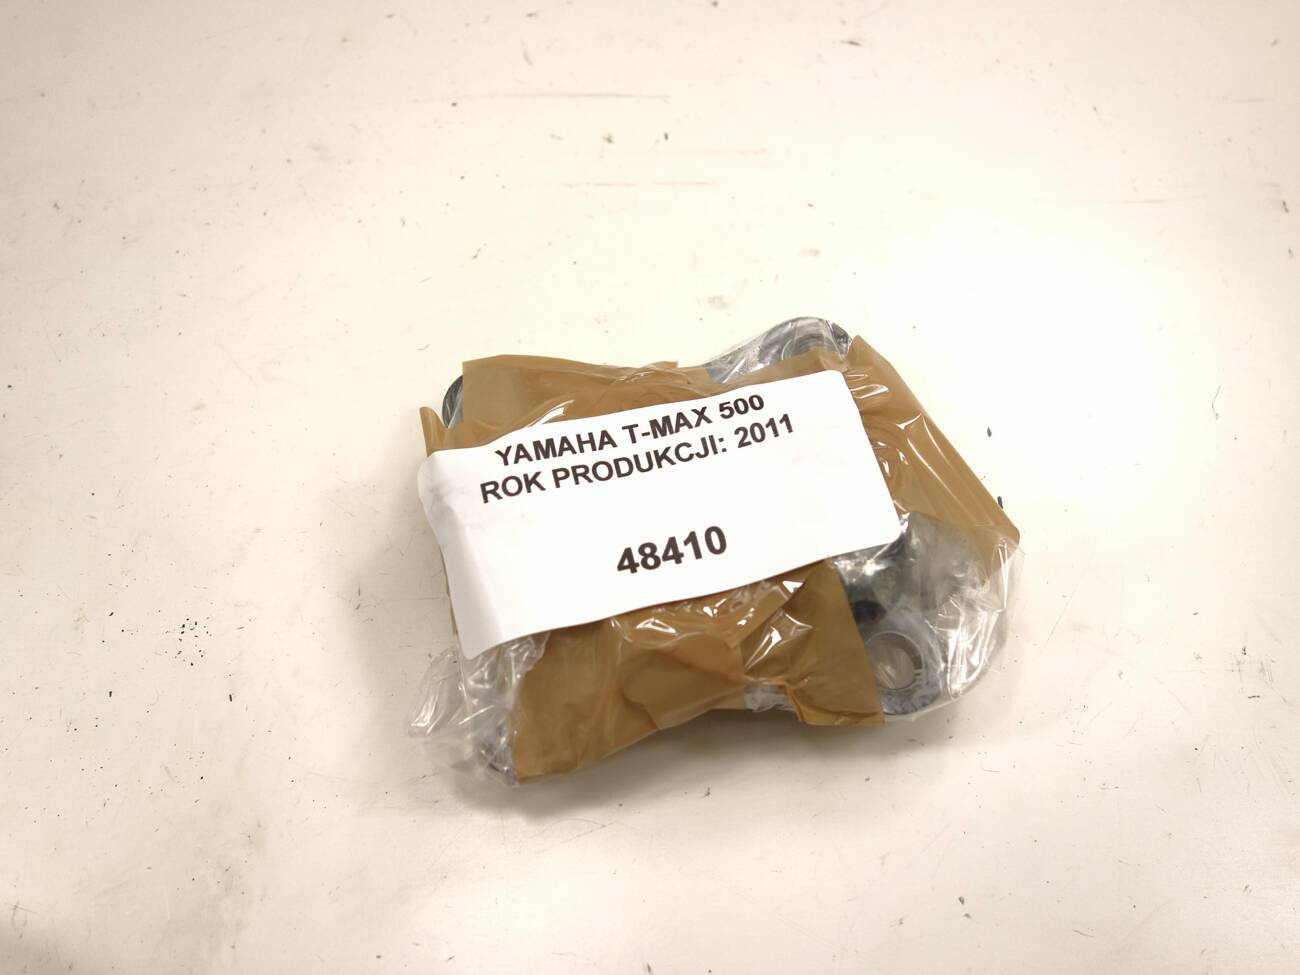 YAMAHA T-MAX 500
ROK PRODUKCJI: 2011
48410